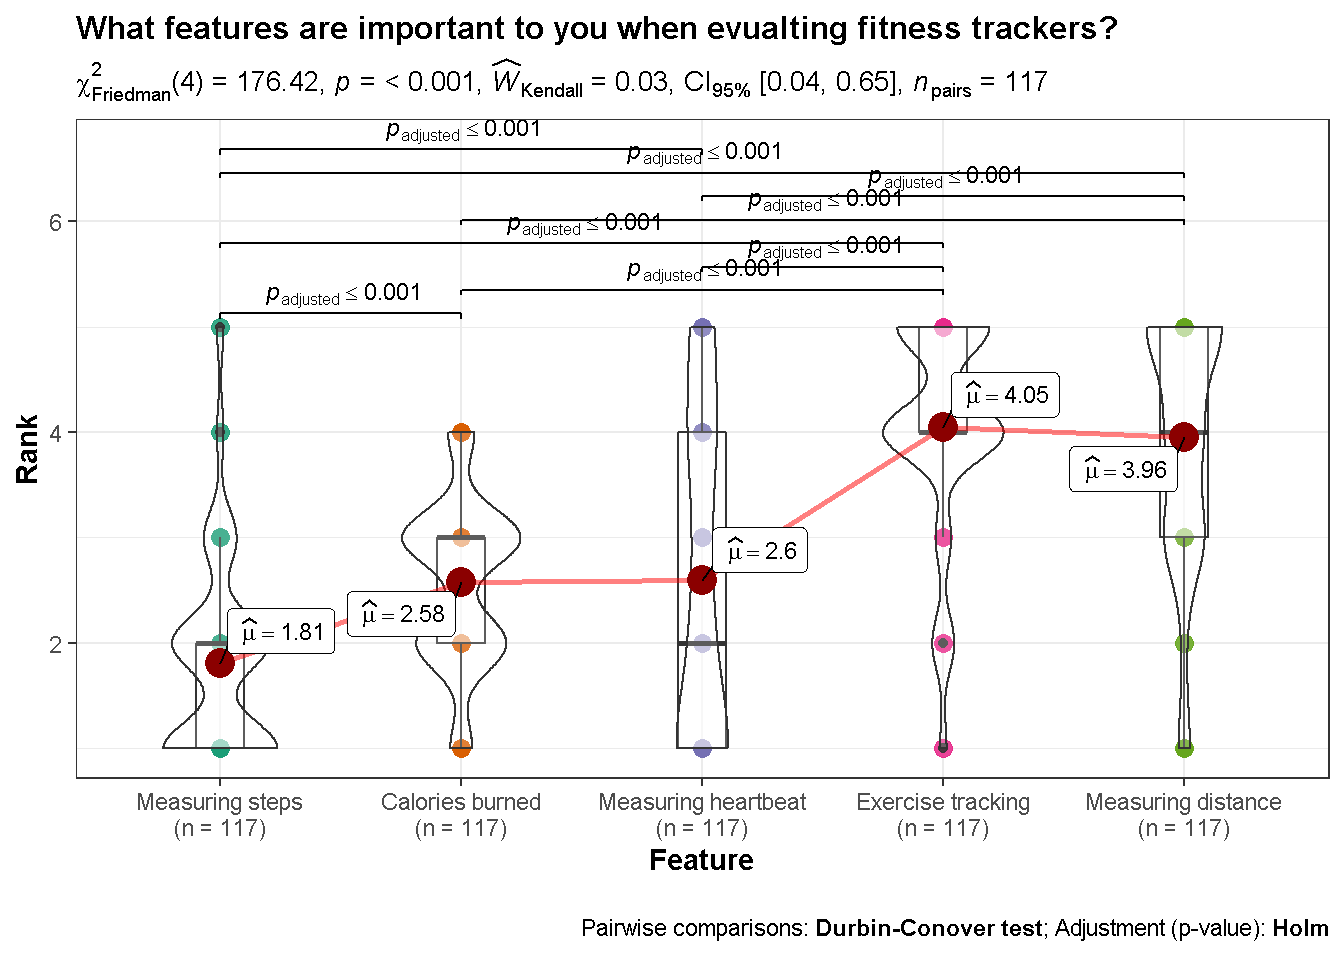 What features are important to you when evualting fitness trackers?
χ²Friedman(4) = 176.42, p = < 0.001, ŴKendall = 0.03, CI95% [0.04, 0.65], npairs = 117
padjusted ≤ 0.001
padjusted ≤ 0.001
padjusted ≤ 0.001
padjusted ≤ 0.001
padjusted ≤ 0.001
padjusted ≤ 0.001
padjusted ≤ 0.001
padjusted ≤ 0.001
6
4
2
Rank
μ̂ = 1.81
μ̂ = 2.58
μ̂ = 2.6
μ̂ = 4.05
μ̂ = 3.96
Measuring steps
(n = 117)
Calories burned
(n = 117)
Measuring heartbeat
(n = 117)
Exercise tracking
(n = 117)
Measuring distance
(n = 117)
Feature
Pairwise comparisons: Durbin-Conover test; Adjustment (p-value): Holm